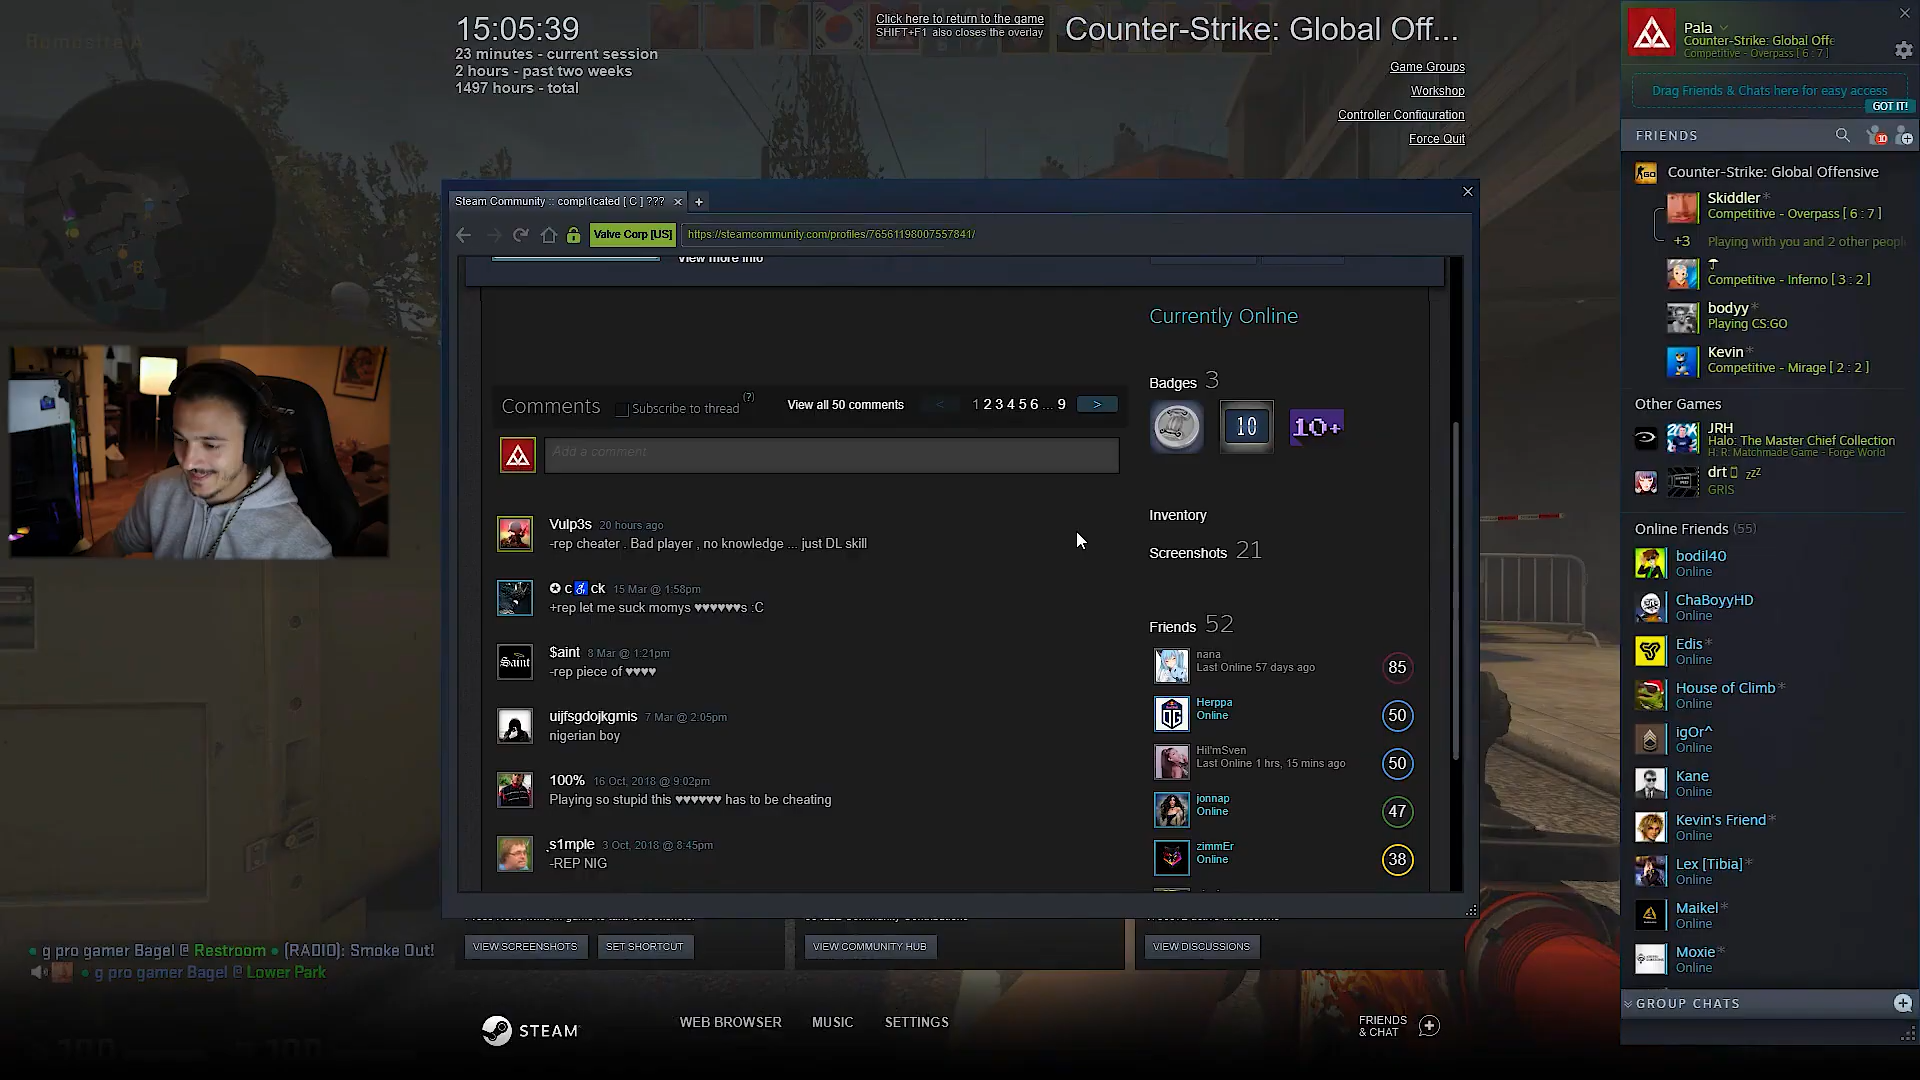 15:05:39
23 minutes - current session
2 hours - past two weeks
1497 hours - total
Click here to return to the game
SHIFT+F1 also closes the overlay
Counter-Strike: Global Off...
Game Groups
Workshop
Controller Configuration
Force Quit
Steam Community :: compl1cated [ C ] ???
Valve Corp [US]
https://steamcommunity.com/profiles/76561198007557841/
View more info
Currently Online
Badges 3
10
10+
Comments
Subscribe to thread (?)
View all 50 comments
< 1 2 3 4 5 6 ... 9 >
Add a comment
Vulp3s 20 hours ago
-rep cheater . Bad player , no knowledge ... just DL skill
✪ c♿ck 15 Mar @ 1:58pm
+rep let me suck momys ♥♥♥♥♥♥s :C
Saint
$aint 8 Mar @ 1:21pm
-rep piece of ♥♥♥♥
uijfsgdojkgmis 7 Mar @ 2:05pm
nigerian boy
100% 16 Oct, 2018 @ 9:02pm
Playing so stupid this ♥♥♥♥♥♥ has to be cheating
ֻs1mple 3 Oct, 2018 @ 8:45pm
-REP NIG
Inventory
Screenshots 21
Friends 52
nana
Last Online 57 days ago
85
Herppa
Online
50
Hil'mSven
Last Online 1 hrs, 15 mins ago
50
jonnap
Online
47
zimmEr
Online
38
VIEW SCREENSHOTS
SET SHORTCUT
VIEW COMMUNITY HUB
VIEW DISCUSSIONS
g pro gamer Bagel @ Restroom • (RADIO): Smoke Out!
g pro gamer Bagel @ Lower Park
STEAM
WEB BROWSER
MUSIC
SETTINGS
FRIENDS
& CHAT
Pala
Counter-Strike: Global Offe
Competitive - Overpass [ 6 : 7 ]
Drag Friends & Chats here for easy access
GOT IT!
FRIENDS
10
Counter-Strike: Global Offensive
Skiddler*
Competitive - Overpass [ 6 : 7 ]
+3 Playing with you and 2 other peopl
☂
Competitive - Inferno [ 3 : 2 ]
bodyy*
Playing CS:GO
Kevin*
Competitive - Mirage [ 2 : 2 ]
Other Games
JRH
Halo: The Master Chief Collection
H: R: Matchmade Game - Forge World
drt zzz
GRIS
Online Friends (55)
bodil40
Online
ChaBoyyHD
Online
Edis*
Online
House of Climb*
Online
igOr^
Online
Kane
Online
Kevin's Friend*
Online
Lex [Tibia]*
Online
Maikel*
Online
Moxie*
Online
GROUP CHATS